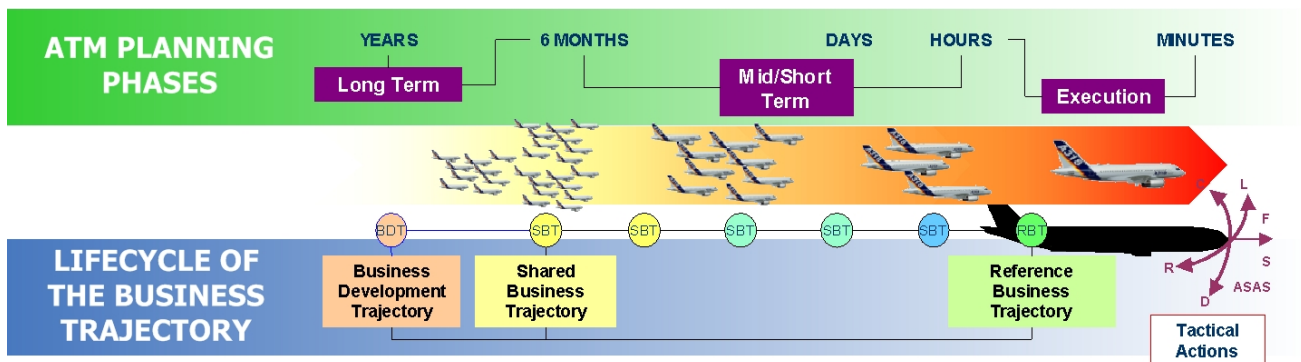 ATM PLANNING
PHASES
YEARS
6 MONTHS
DAYS
HOURS
MINUTES
Long Term
Mid/Short
Term
Execution
BDT
SBT
SBT
SBT
SBT
SBT
RBT
LIFECYCLE OF
THE BUSINESS
TRAJECTORY
Business
Development
Trajectory
Shared
Business
Trajectory
Reference
Business
Trajectory
L
F
S
R
D
ASAS
Tactical
Actions